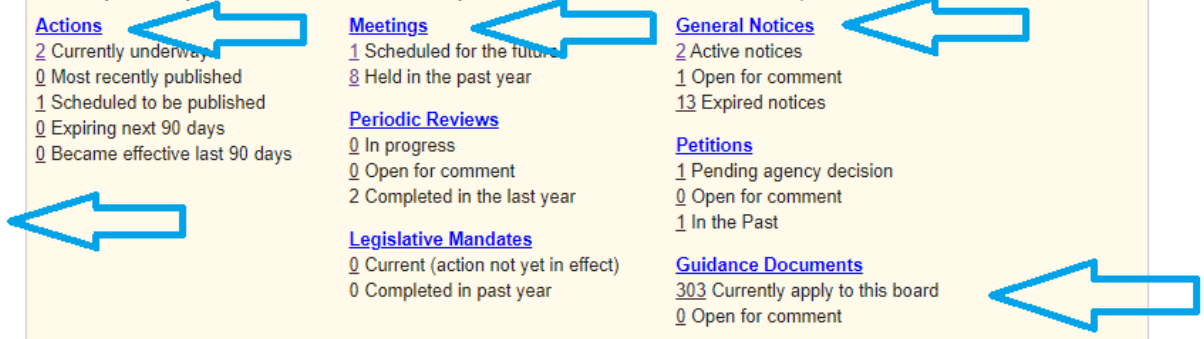 Actions
2 Currently underway
0 Most recently published
1 Scheduled to be published
0 Expiring next 90 days
0 Became effective last 90 days
Meetings
1 Scheduled for the future
8 Held in the past year
Periodic Reviews
0 In progress
0 Open for comment
2 Completed in the last year
Legislative Mandates
0 Current (action not yet in effect)
0 Completed in past year
General Notices
2 Active notices
1 Open for comment
13 Expired notices
Petitions
1 Pending agency decision
0 Open for comment
1 In the Past
Guidance Documents
303 Currently apply to this board
0 Open for comment